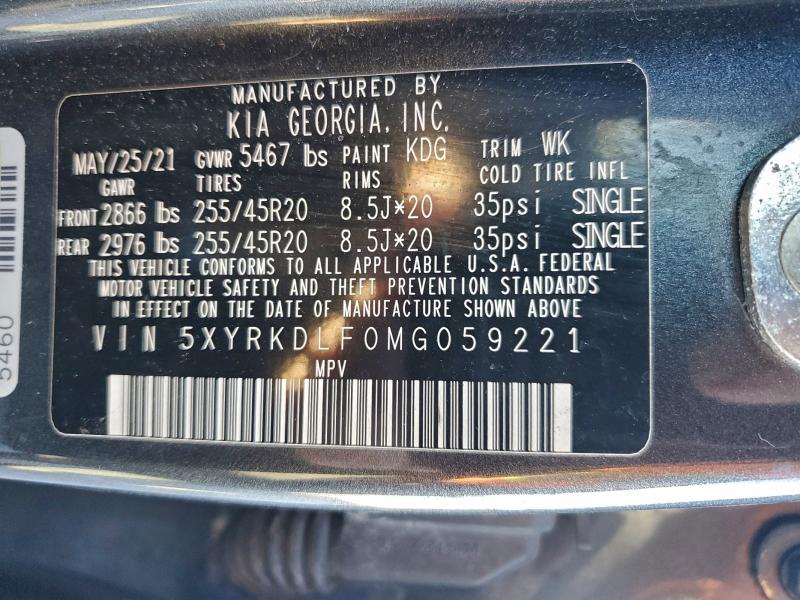 MANUFACTURED BY
KIA GEORGIA, INC.
MAY/25/21 GVWR 5467 lbs PAINT KDG TRIM WK
GAWR TIRES RIMS COLD TIRE INFL
FRONT 2866 lbs 255/45R20 8.5J×20 35psi SINGLE
REAR 2976 lbs 255/45R20 8.5J×20 35psi SINGLE
THIS VEHICLE CONFORMS TO ALL APPLICABLE U.S.A. FEDERAL
MOTOR VEHICLE SAFETY AND THEFT PREVENTION STANDARDS
IN EFFECT ON THE DATE OF MANUFACTURE SHOWN ABOVE
VIN 5XYRKDLF0MG059221
MPV
5460